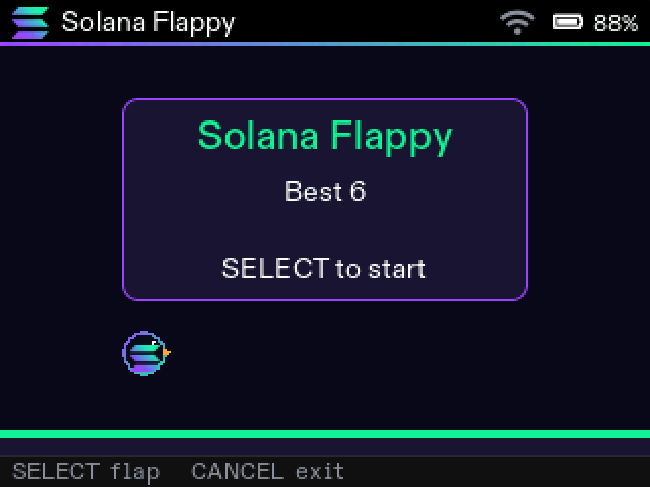 Solana Flappy
88%
Solana Flappy
Best 6
SELECT to start
SELECT flap CANCEL exit